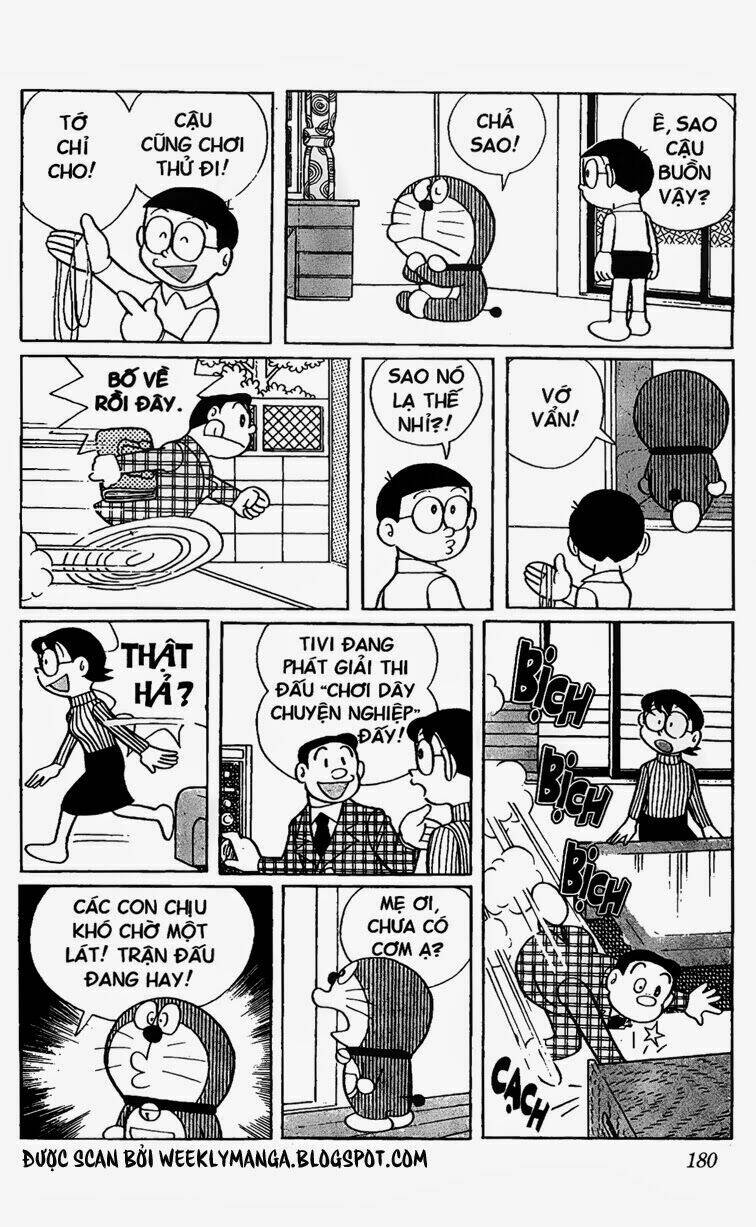 Ê, SAO
CẬU
BUỒN
VẬY?
CHẢ
SAO!
CẬU
CŨNG CHƠI
THỬ ĐI!
TỚ
CHỈ
CHO!
VỚ
VẨN!
SAO NÓ
LẠ THẾ
NHỈ?!
BỐ VỀ
RỒI ĐÂY.
BỊCH
BỊCH
BỊCH
CẠCH
TIVI ĐANG
PHÁT GIẢI THI
ĐẤU "CHƠI DÂY
CHUYỆN NGHIỆP"
ĐẤY!
THẬT
HẢ?
MẸ ƠI,
CHƯA CÓ
CƠM Ạ?
CÁC CON CHỊU
KHÓ CHỜ MỘT
LÁT! TRẬN ĐẤU
ĐANG HAY!
ĐƯỢC SCAN BỞI WEEKLYMANGA.BLOGSPOT.COM
180